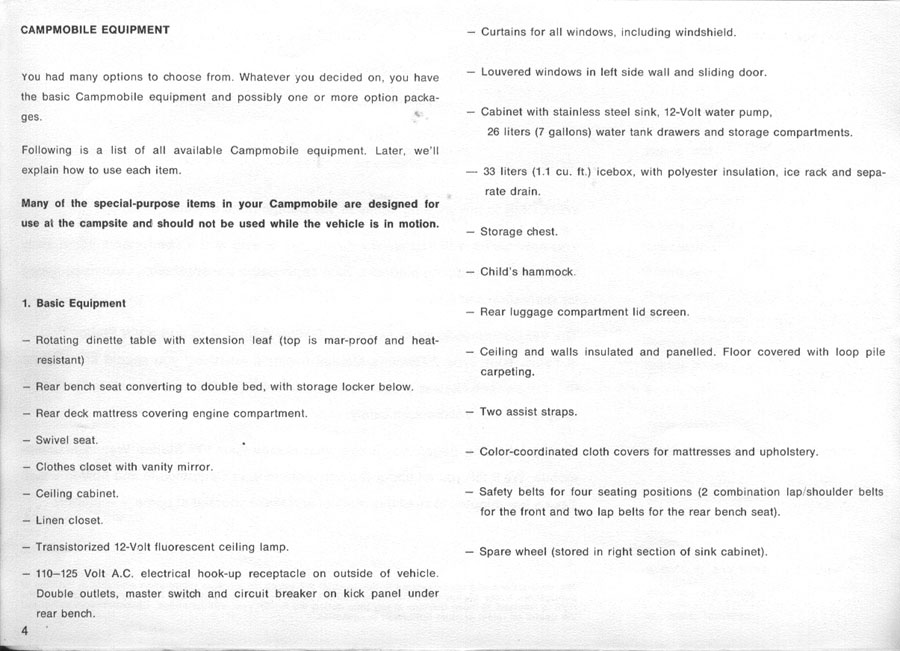 CAMPMOBILE EQUIPMENT
You had many options to choose from. Whatever you decided on, you have
the basic Campmobile equipment and possibly one or more option packa-
ges.
Following is a list of all available Campmobile equipment. Later, we'll
explain how to use each item.
Many of the special-purpose items in your Campmobile are designed for
use at the campsite and should not be used while the vehicle is in motion.
1. Basic Equipment
– Rotating dinette table with extension leaf (top is mar-proof and heat-
resistant)
– Rear bench seat converting to double bed, with storage locker below.
– Rear deck mattress covering engine compartment.
– Swivel seat.
– Clothes closet with vanity mirror.
– Ceiling cabinet.
– Linen closet.
– Transistorized 12-Volt fluorescent ceiling lamp.
– 110–125 Volt A.C. electrical hook-up receptacle on outside of vehicle.
Double outlets, master switch and circuit breaker on kick panel under
rear bench.
4
– Curtains for all windows, including windshield.
– Louvered windows in left side wall and sliding door.
– Cabinet with stainless steel sink, 12-Volt water pump,
26 liters (7 gallons) water tank drawers and storage compartments.
– 33 liters (1.1 cu. ft.) icebox, with polyester insulation, ice rack and sepa-
rate drain.
– Storage chest.
– Child's hammock.
– Rear luggage compartment lid screen.
– Ceiling and walls insulated and panelled. Floor covered with loop pile
carpeting.
– Two assist straps.
– Color-coordinated cloth covers for mattresses and upholstery.
– Safety belts for four seating positions (2 combination lap/shoulder belts
for the front and two lap belts for the rear bench seat).
– Spare wheel (stored in right section of sink cabinet).